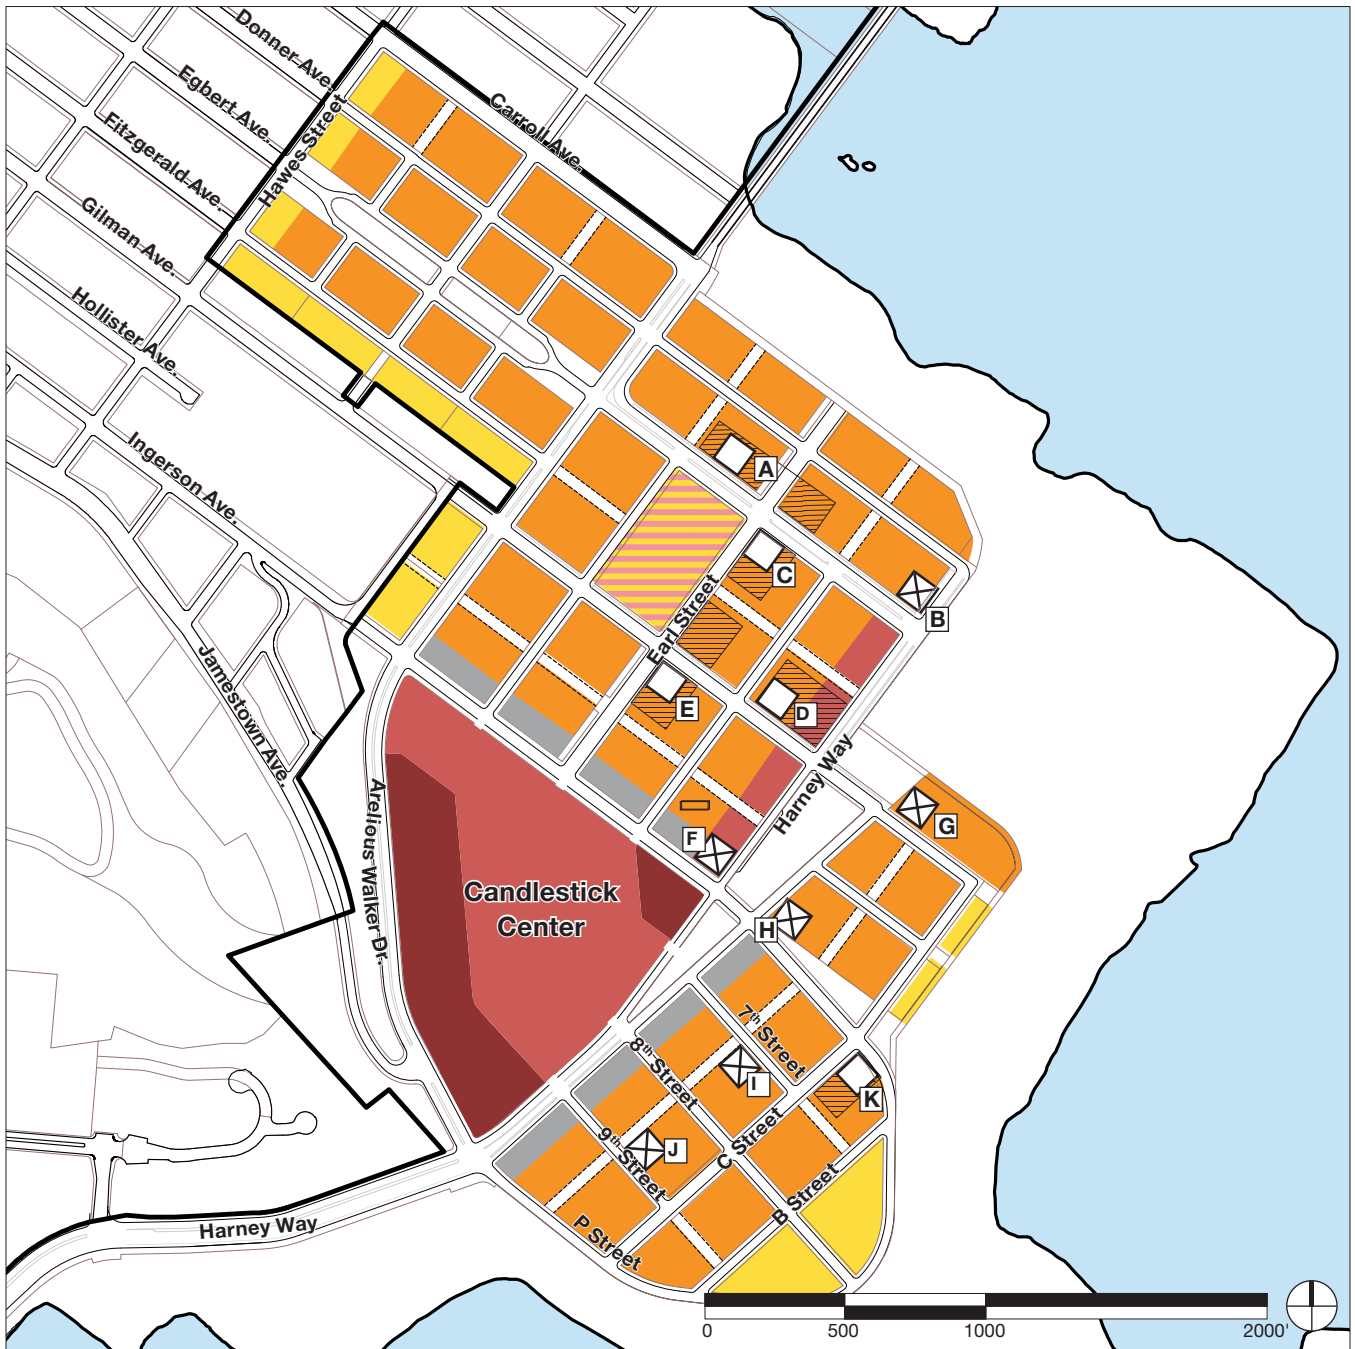 Donner Ave.
Egbert Ave.
Fitzgerald Ave.
Gilman Ave.
Hollister Ave.
Ingerson Ave.
Jamestown Ave.
Hawes Street
Carroll Ave.
A
B
C
D
E
F
G
H
I
J
K
Earl Street
Harney Way
Arelious Walker Dr.
Candlestick
Center
7th Street
8th Street
9th Street
C Street
B Street
P Street
Harney Way
0 500 1000 2000'